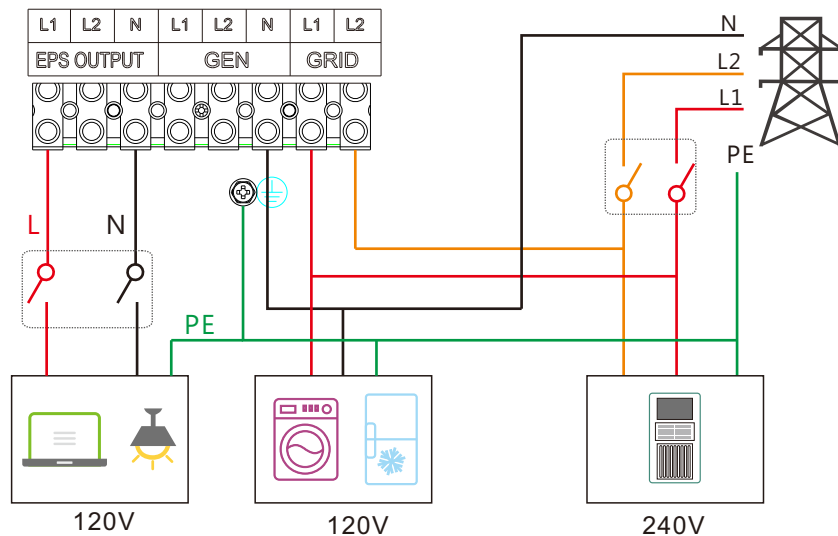 L1 L2 N L1 L2 N L1 L2
EPS OUTPUT GEN GRID
N
L2
L1
PE
L N
PE
120V 120V 240V